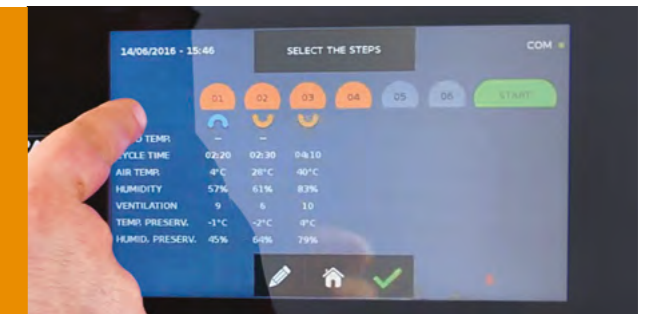 14/06/2016 - 15:46 SELECT THE STEPS COM
01 02 03 04 05 06 START
TEMP.
CYCLE TIME 02:20 02:30 04:10
AIR TEMP. 4°C 28°C 40°C
HUMIDITY 57% 61% 83%
VENTILATION 9 6 10
TEMP. PRESERV. -1°C -2°C 4°C
HUMID. PRESERV. 45% 64% 79%